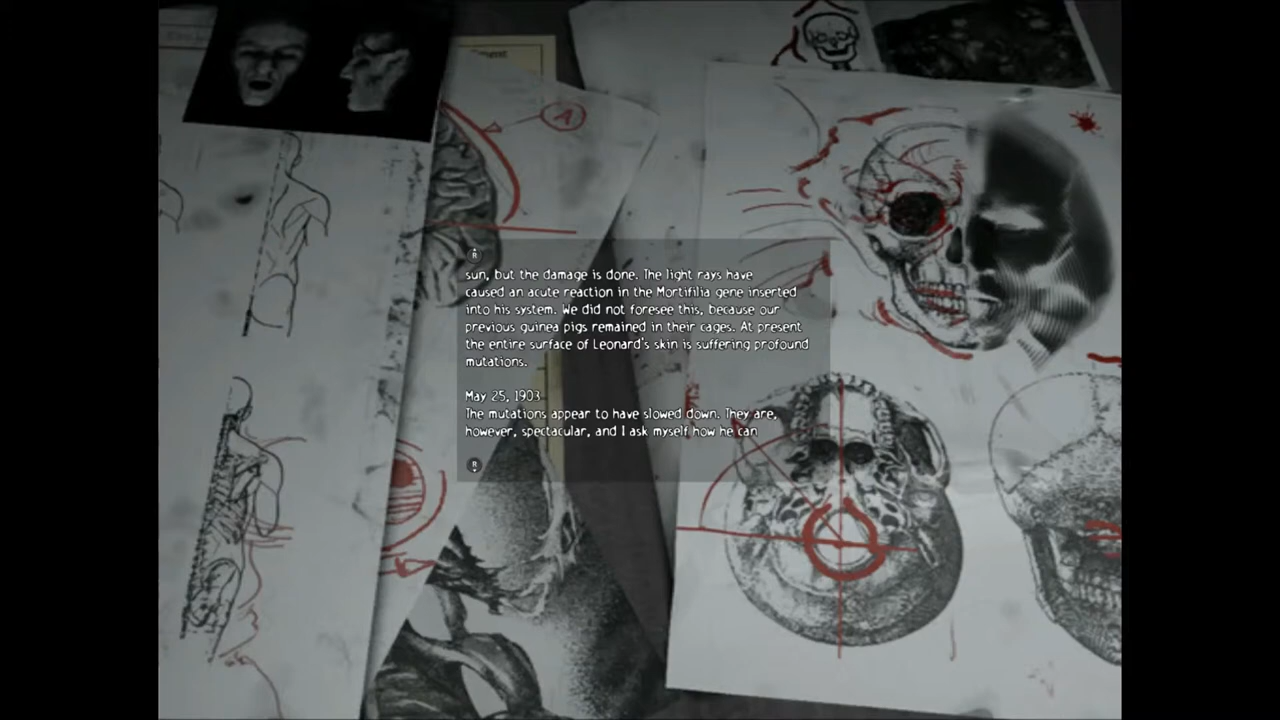 ment
1
R
sun, but the damage is done. The light rays have
caused an acute reaction in the Mortifilia gene inserted
into his system. We did not foresee this, because our
previous guinea pigs remained in their cages. At present
the entire surface of Leonard's skin is suffering profound
mutations.
May 25, 1903
The mutations appear to have slowed down. They are,
however, spectacular, and I ask myself how he can
R